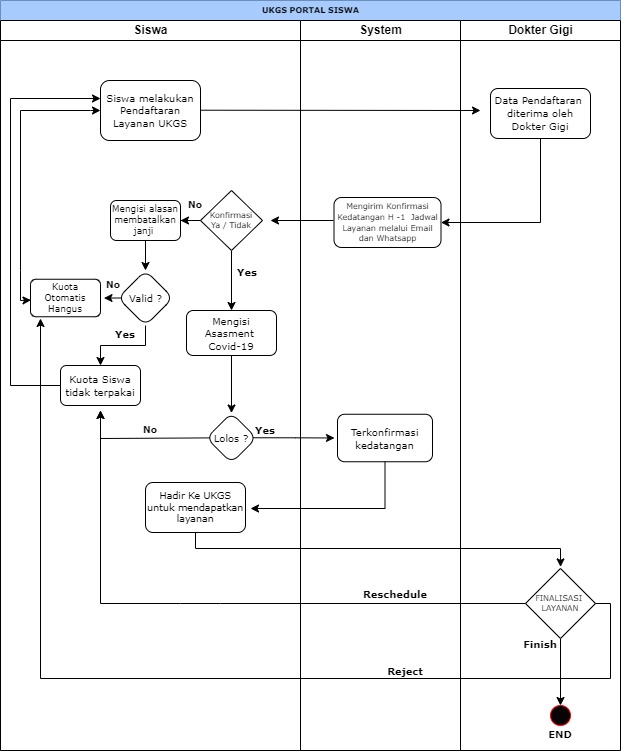 UKGS PORTAL SISWA
Siswa
System
Dokter Gigi
Siswa melakukan
Pendaftaran
Layanan UKGS
Data Pendaftaran
diterima oleh
Dokter Gigi
Mengirim Konfirmasi
Kedatangan H -1 Jadwal
Layanan melalui Email
dan Whatsapp
Konfirmasi
Ya / Tidak
No
Mengisi alasan
membatalkan
janji
Yes
Valid ?
No
Kuota
Otomatis
Hangus
Yes
Mengisi
Asasment
Covid-19
Kuota Siswa
tidak terpakai
Lolos ?
No
Yes
Terkonfirmasi
kedatangan
Hadir Ke UKGS
untuk mendapatkan
layanan
FINALISASI
LAYANAN
Reschedule
Finish
Reject
END